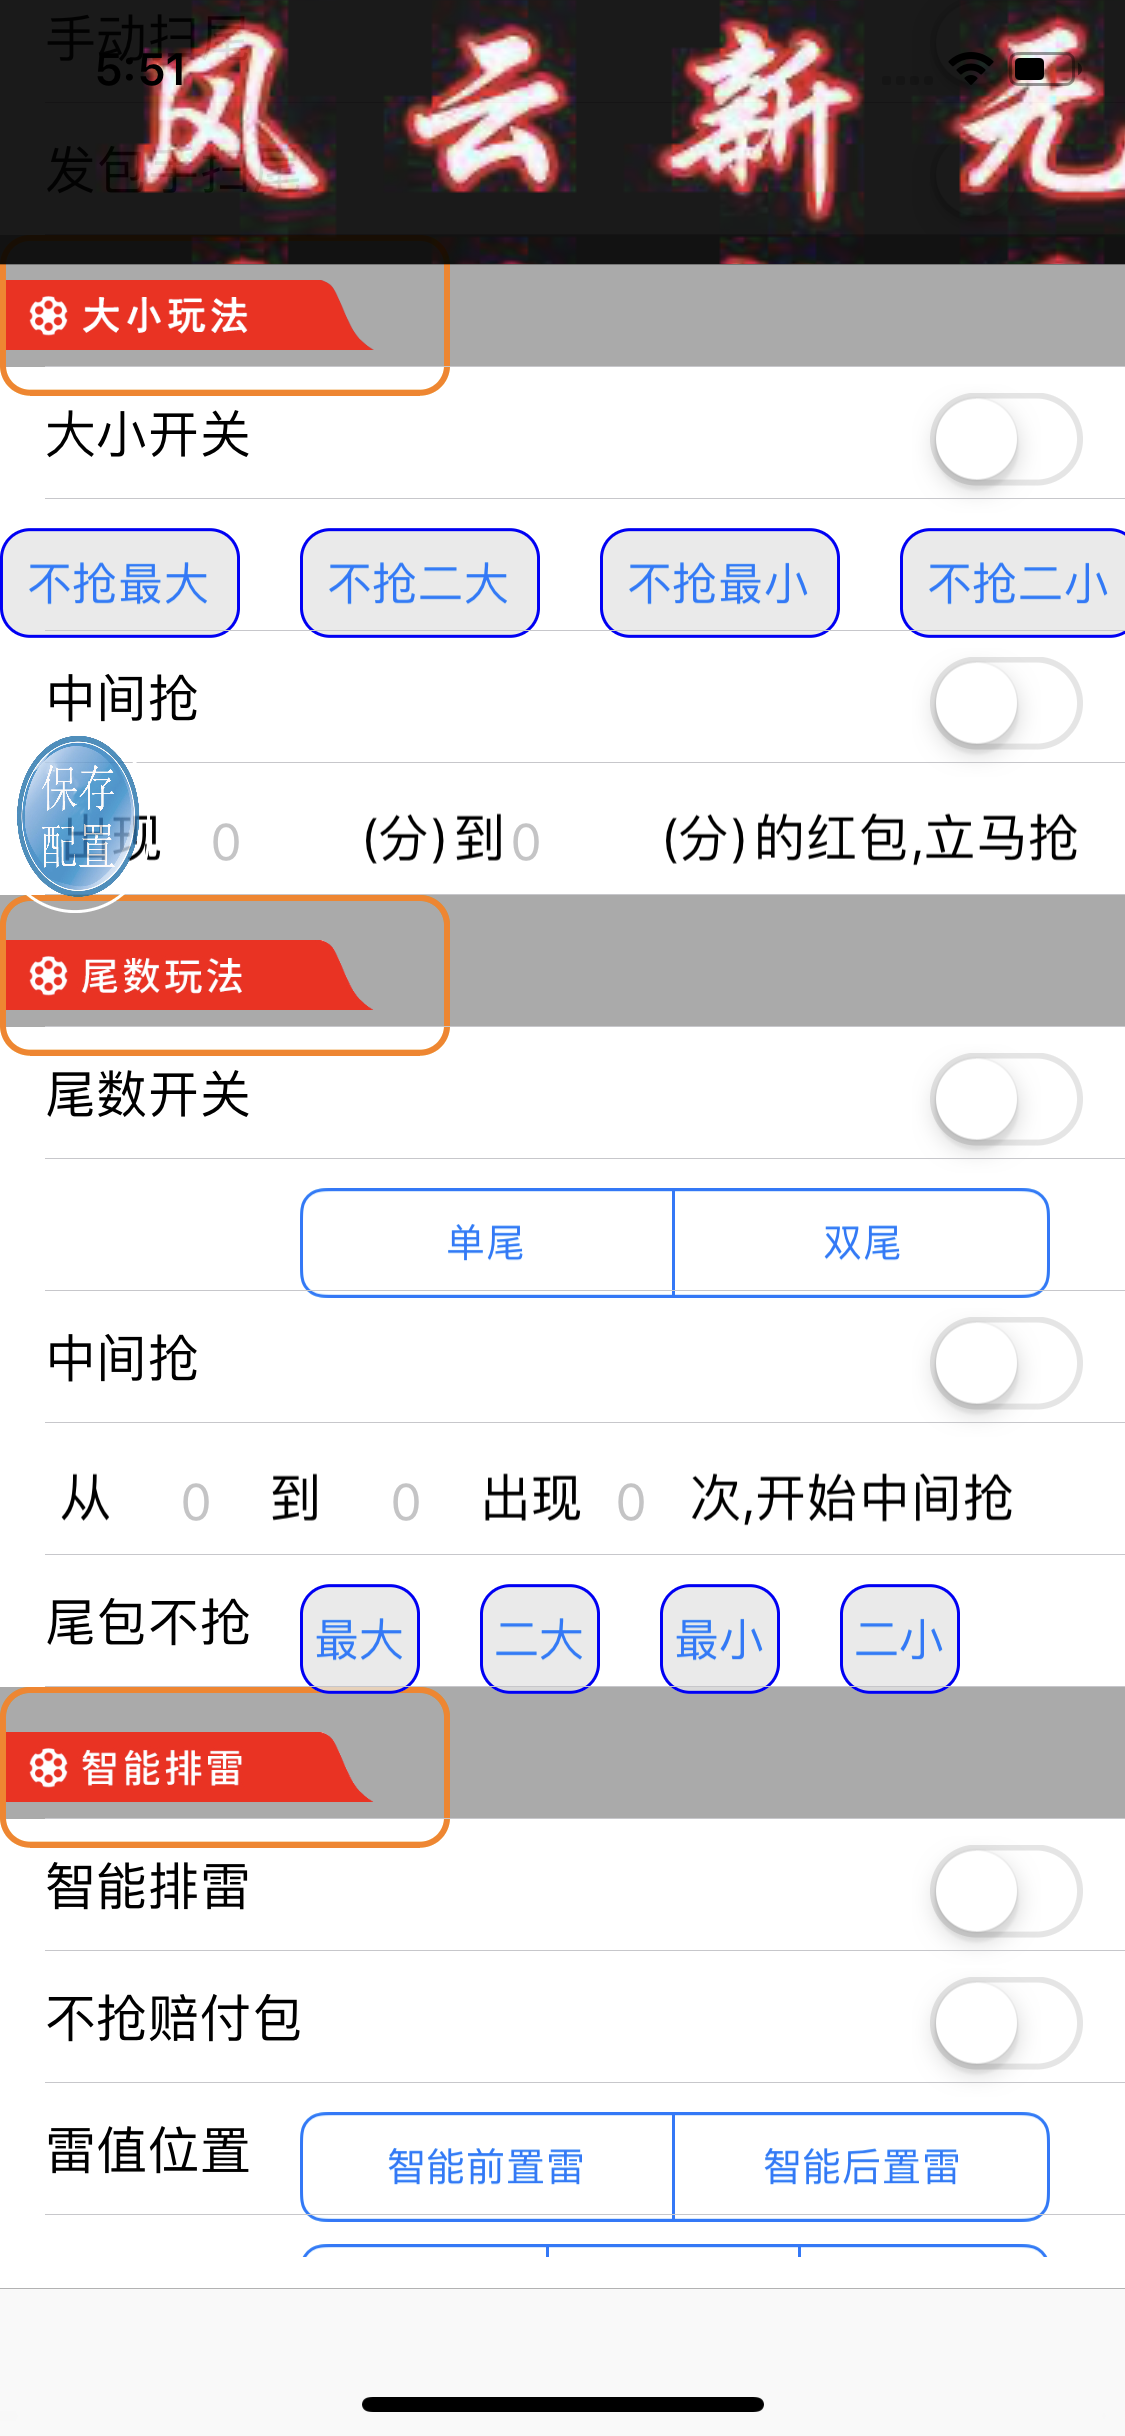 手动扫尾
5:51
风云新元
发包手扫尾
大小玩法
大小开关
不抢最大 不抢二大 不抢最小 不抢二小
中间抢
保存
配置
出现 0 (分)到 0 (分)的红包,立马抢
尾数玩法
尾数开关
单尾 双尾
中间抢
从 0 到 0 出现 0 次,开始中间抢
尾包不抢 最大 二大 最小 二小
智能排雷
智能排雷
不抢赔付包
雷值位置 智能前置雷 智能后置雷